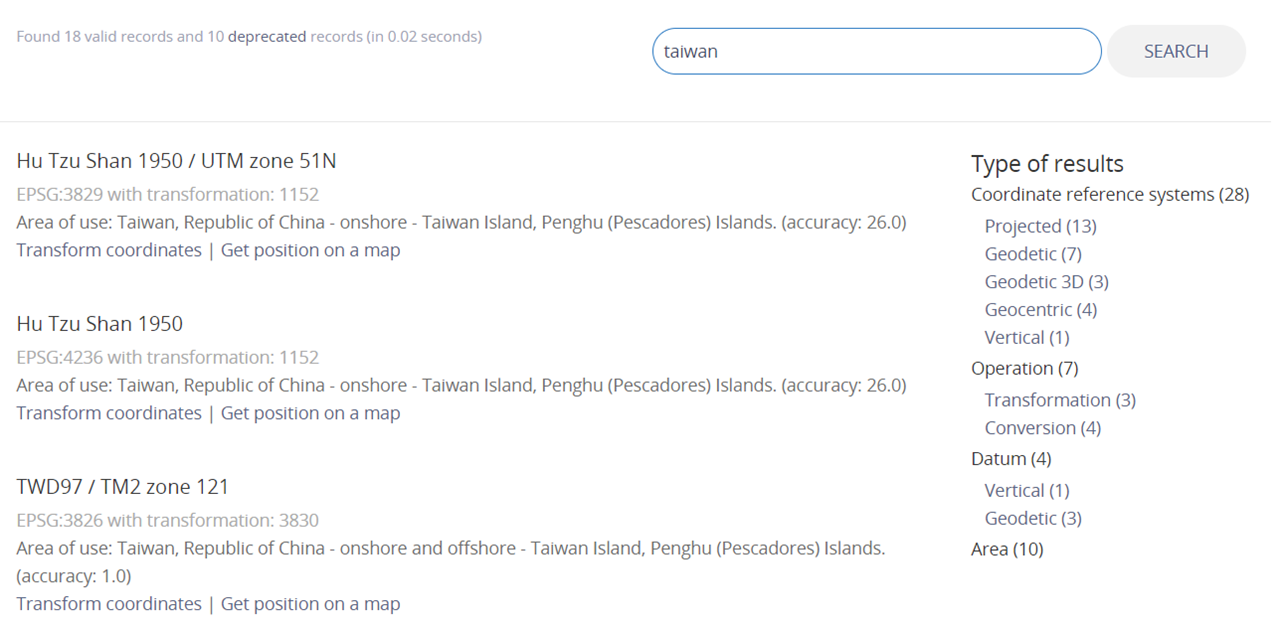 Found 18 valid records and 10 deprecated records (in 0.02 seconds)
taiwan
SEARCH
Hu Tzu Shan 1950 / UTM zone 51N
EPSG:3829 with transformation: 1152
Area of use: Taiwan, Republic of China - onshore - Taiwan Island, Penghu (Pescadores) Islands. (accuracy: 26.0)
Transform coordinates | Get position on a map
Hu Tzu Shan 1950
EPSG:4236 with transformation: 1152
Area of use: Taiwan, Republic of China - onshore - Taiwan Island, Penghu (Pescadores) Islands. (accuracy: 26.0)
Transform coordinates | Get position on a map
TWD97 / TM2 zone 121
EPSG:3826 with transformation: 3830
Area of use: Taiwan, Republic of China - onshore and offshore - Taiwan Island, Penghu (Pescadores) Islands.
(accuracy: 1.0)
Transform coordinates | Get position on a map
Type of results
Coordinate reference systems (28)
Projected (13)
Geodetic (7)
Geodetic 3D (3)
Geocentric (4)
Vertical (1)
Operation (7)
Transformation (3)
Conversion (4)
Datum (4)
Vertical (1)
Geodetic (3)
Area (10)